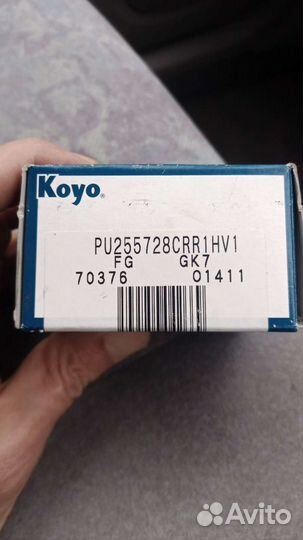 Koyo®
PU255728CRR1HV1
FG GK7
70376 01411
Avito